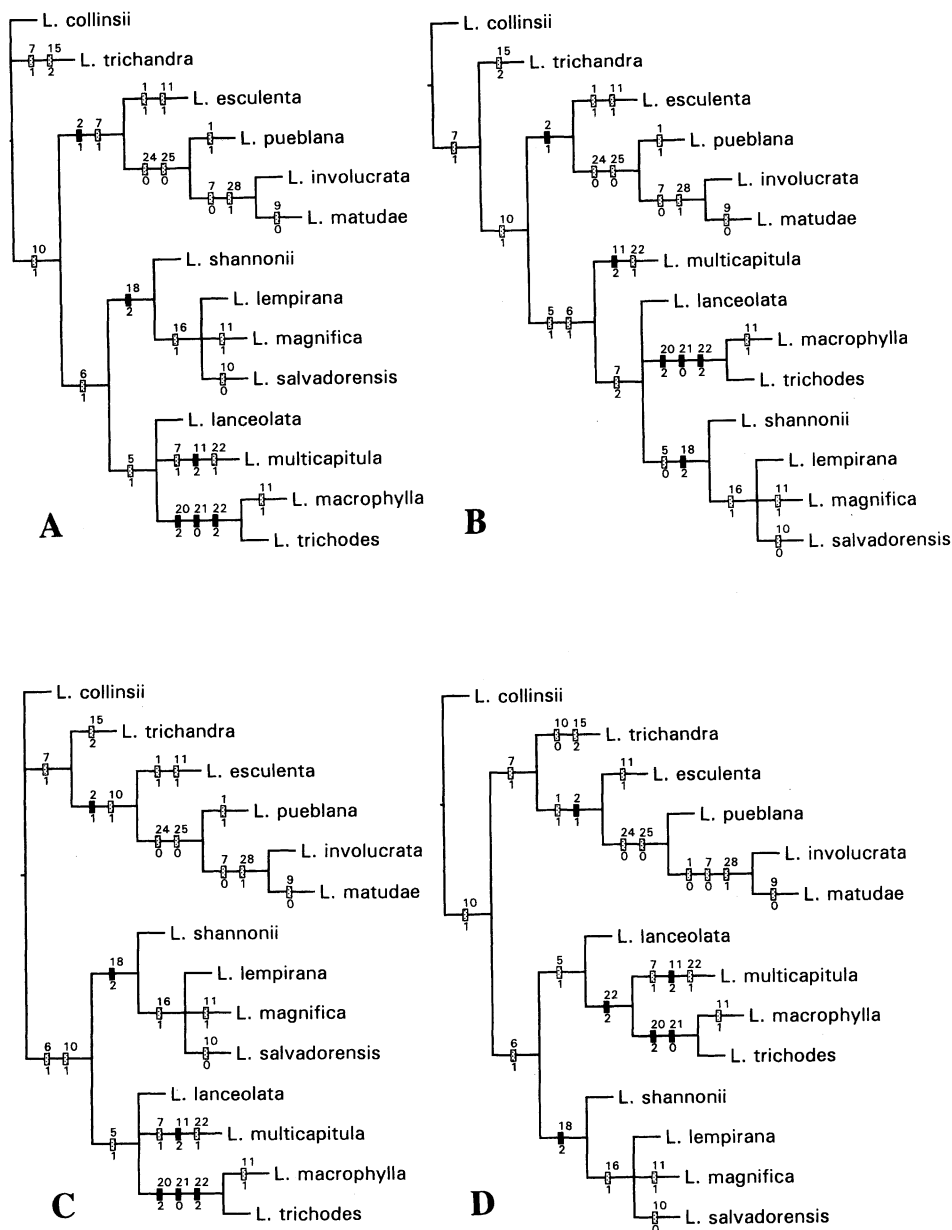 L. collinsii
7 15
L. trichandra
1 2
1 11
L. esculenta
1 1
2 7
1 1
1
L. pueblana
1
24 25
0 0
7 28
L. involucrata
0 1
9
L. matudae
0
10
1
L. shannonii
18
2
L. lempirana
16
1
11
L. magnifica
1
10
L. salvadorensis
0
6
1
L. lanceolata
5
1
7 11 22
L. multicapitula
1 2 1
11
L. macrophylla
1
20 21 22
2 0 2
L. trichodes
A
L. collinsii
15
L. trichandra
2
7
1
1 11
L. esculenta
1 1
2
1
1
L. pueblana
1
24 25
0 0
7 28
L. involucrata
0 1
9
L. matudae
0
10
1
11 22
L. multicapitula
2 1
5 6
1 1
L. lanceolata
11
L. macrophylla
1
20 21 22
2 0 2
L. trichodes
7
2
L. shannonii
5 18
0 2
L. lempirana
16
1
11
L. magnifica
1
10
L. salvadorensis
0
B
L. collinsii
15
L. trichandra
2
7
1
1 11
L. esculenta
1 1
2 10
1 1
1
L. pueblana
1
24 25
0 0
7 28
L. involucrata
0 1
9
L. matudae
0
L. shannonii
18
2
L. lempirana
16
1
11
L. magnifica
1
10
L. salvadorensis
0
6 10
1 1
L. lanceolata
5
1
7 11 22
L. multicapitula
1 2 1
11
L. macrophylla
1
20 21 22
2 0 2
L. trichodes
C
L. collinsii
10 15
L. trichandra
0 2
7
1
11
L. esculenta
1
1 2
1 1
L. pueblana
24 25
0 0
1 7 28
L. involucrata
0 0 1
9
L. matudae
0
10
1
L. lanceolata
5
1
7 11 22
L. multicapitula
1 2 1
22
2
11
L. macrophylla
1
20 21
2 0
L. trichodes
6
1
L. shannonii
18
2
L. lempirana
16
1
11
L. magnifica
1
10
L. salvadorensis
0
D